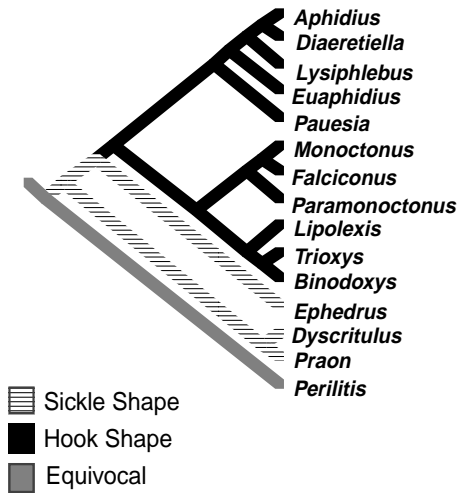 Aphidius
Diaeretiella
Lysiphlebus
Euaphidius
Pauesia
Monoctonus
Falciconus
Paramonoctonus
Lipolexis
Trioxys
Binodoxys
Ephedrus
Dyscritulus
Praon
Perilitis
Sickle Shape
Hook Shape
Equivocal